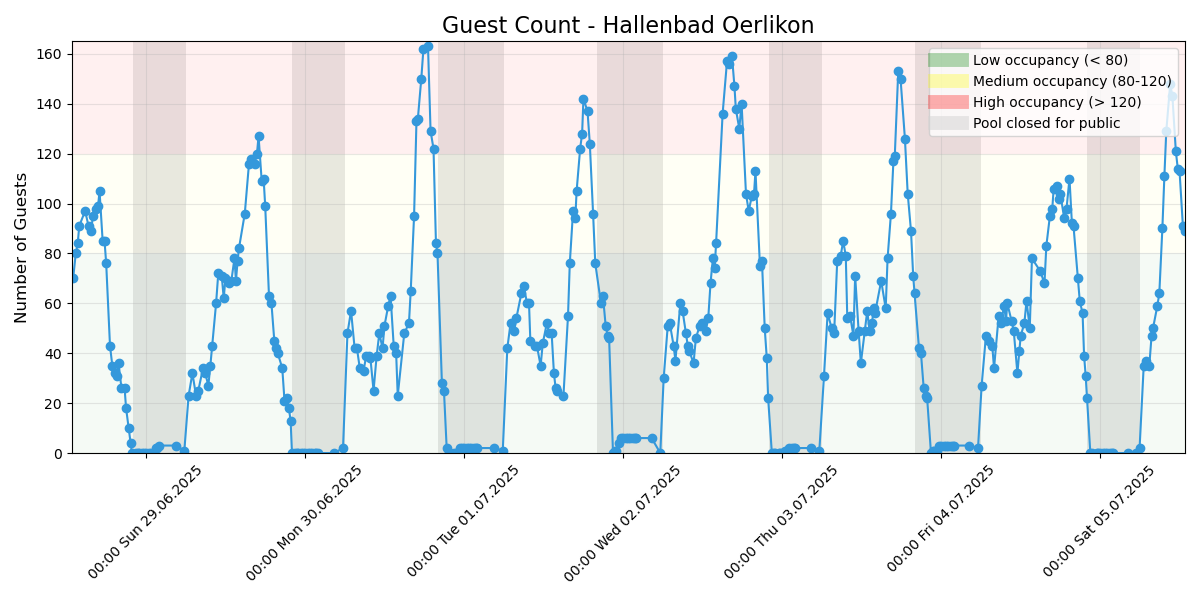 Guest Count - Hallenbad Oerlikon
Number of Guests
160
140
120
100
80
60
40
20
0
Low occupancy (< 80)
Medium occupancy (80-120)
High occupancy (> 120)
Pool closed for public
00:00 Sun 29.06.2025
00:00 Mon 30.06.2025
00:00 Tue 01.07.2025
00:00 Wed 02.07.2025
00:00 Thu 03.07.2025
00:00 Fri 04.07.2025
00:00 Sat 05.07.2025